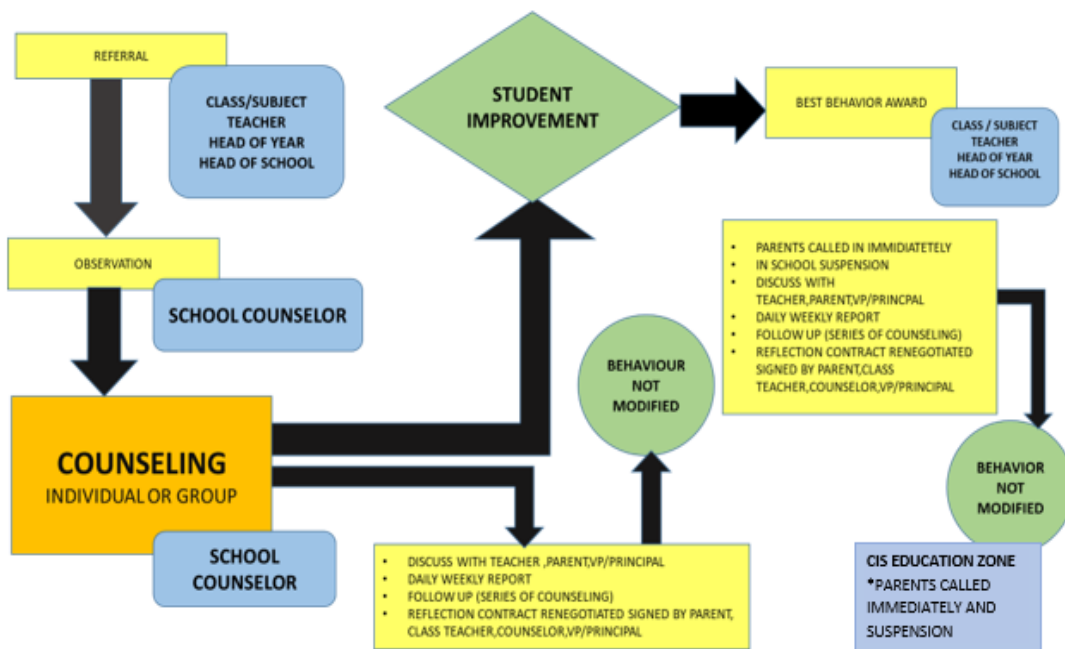 REFERRAL
CLASS/SUBJECT
TEACHER
HEAD OF YEAR
HEAD OF SCHOOL
OBSERVATION
SCHOOL COUNSELOR
COUNSELING
INDIVIDUAL OR GROUP
SCHOOL
COUNSELOR
STUDENT
IMPROVEMENT
BEST BEHAVIOR AWARD
CLASS / SUBJECT
TEACHER
HEAD OF YEAR
HEAD OF SCHOOL
• DISCUSS WITH TEACHER ,PARENT,VP/PRINCIPAL
• DAILY WEEKLY REPORT
• FOLLOW UP (SERIES OF COUNSELING)
• REFLECTION CONTRACT RENEGOTIATED SIGNED BY PARENT,
CLASS TEACHER,COUNSELOR,VP/PRINCIPAL
BEHAVIOUR
NOT
MODIFIED
• PARENTS CALLED IN IMMIDIATETELY
• IN SCHOOL SUSPENSION
• DISCUSS WITH
TEACHER,PARENT,VP/PRINCPAL
• DAILY WEEKLY REPORT
• FOLLOW UP (SERIES OF COUNSELING)
• REFLECTION CONTRACT RENEGOTIATED
SIGNED BY PARENT,CLASS
TEACHER,COUNSELOR,VP/PRINCIPAL
BEHAVIOR
NOT
MODIFIED
CIS EDUCATION ZONE
*PARENTS CALLED
IMMEDIATELY AND
SUSPENSION